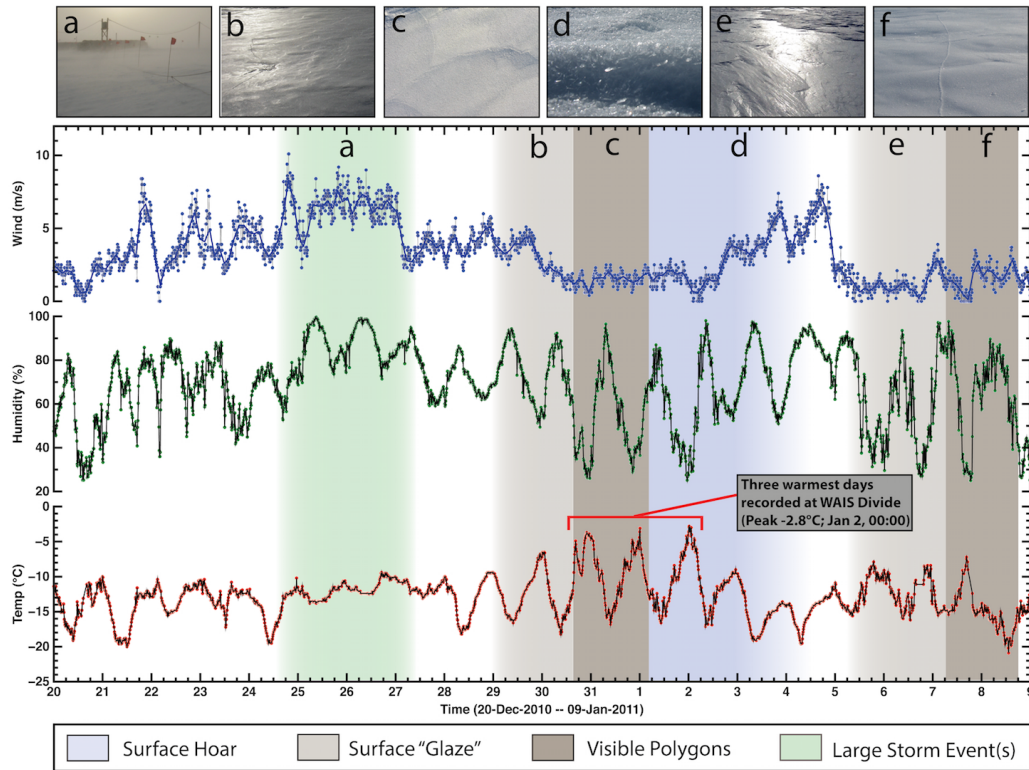 a b c d e f
a b c d e f
10
Wind (m/s)
5
0
100
80
Humidity (%)
60
40
20
Three warmest days
recorded at WAIS Divide
(Peak -2.8°C; Jan 2, 00:00)
0
−5
Temp (°C)
−10
−15
−20
−25
20 21 22 23 24 25 26 27 28 29 30 31 1 2 3 4 5 6 7 8 9
Time (20-Dec-2010 -- 09-Jan-2011)
Surface Hoar Surface “Glaze” Visible Polygons Large Storm Event(s)